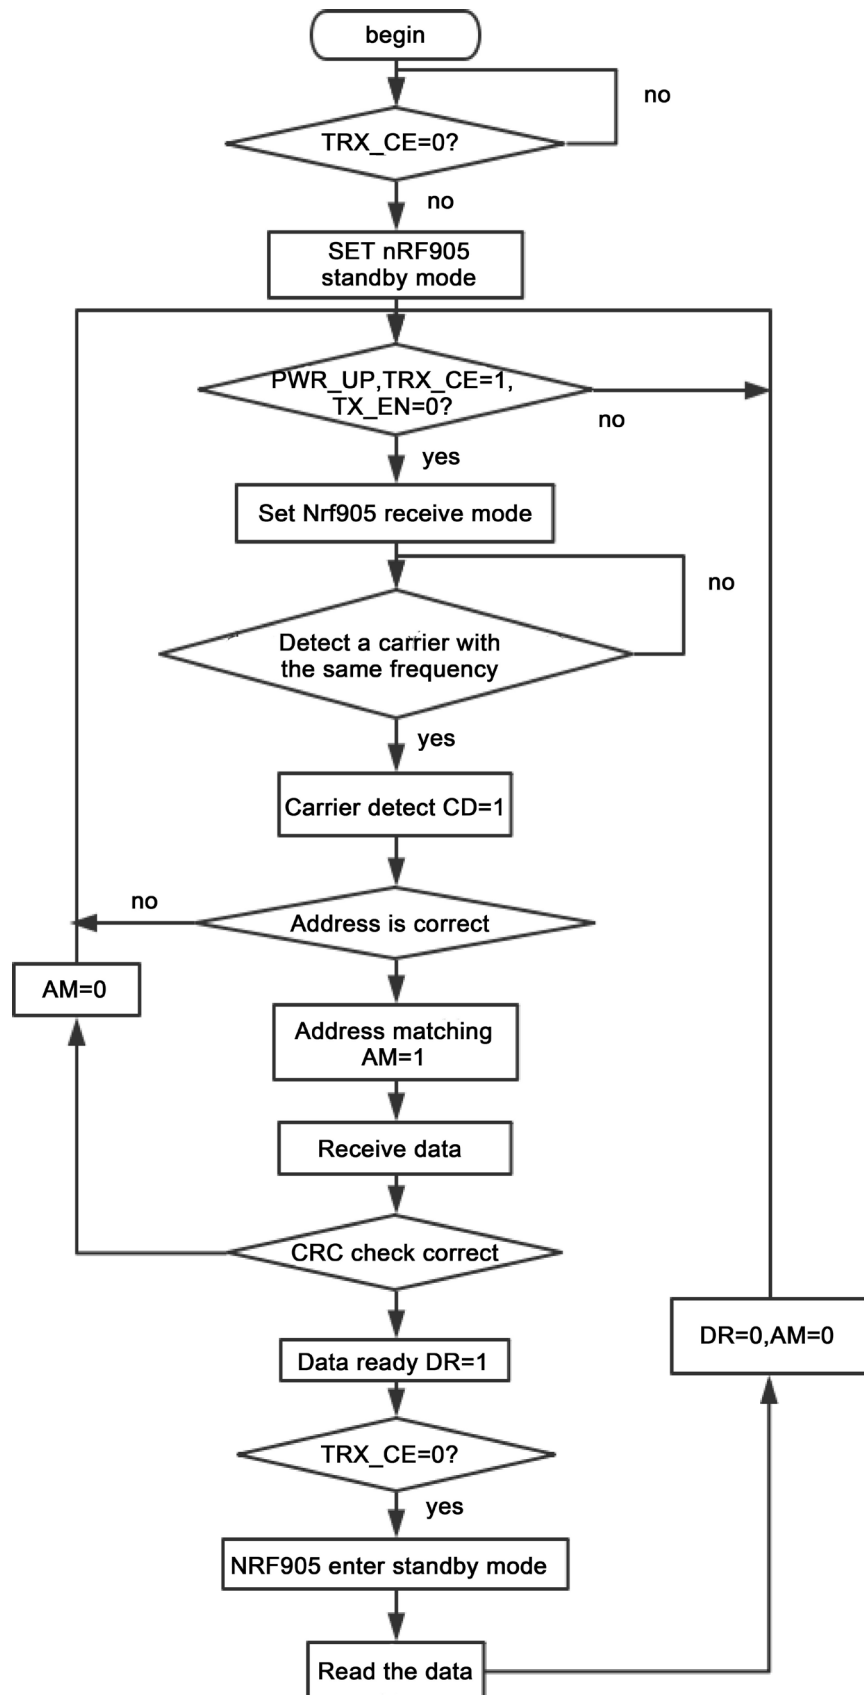 begin
no
TRX_CE=0?
no
SET nRF905
standby mode
PWR_UP,TRX_CE=1,
TX_EN=0?
no
yes
Set Nrf905 receive mode
no
Detect a carrier with
the same frequency
yes
Carrier detect CD=1
no
Address is correct
AM=0
Address matching
AM=1
Receive data
CRC check correct
DR=0,AM=0
Data ready DR=1
TRX_CE=0?
yes
NRF905 enter standby mode
Read the data